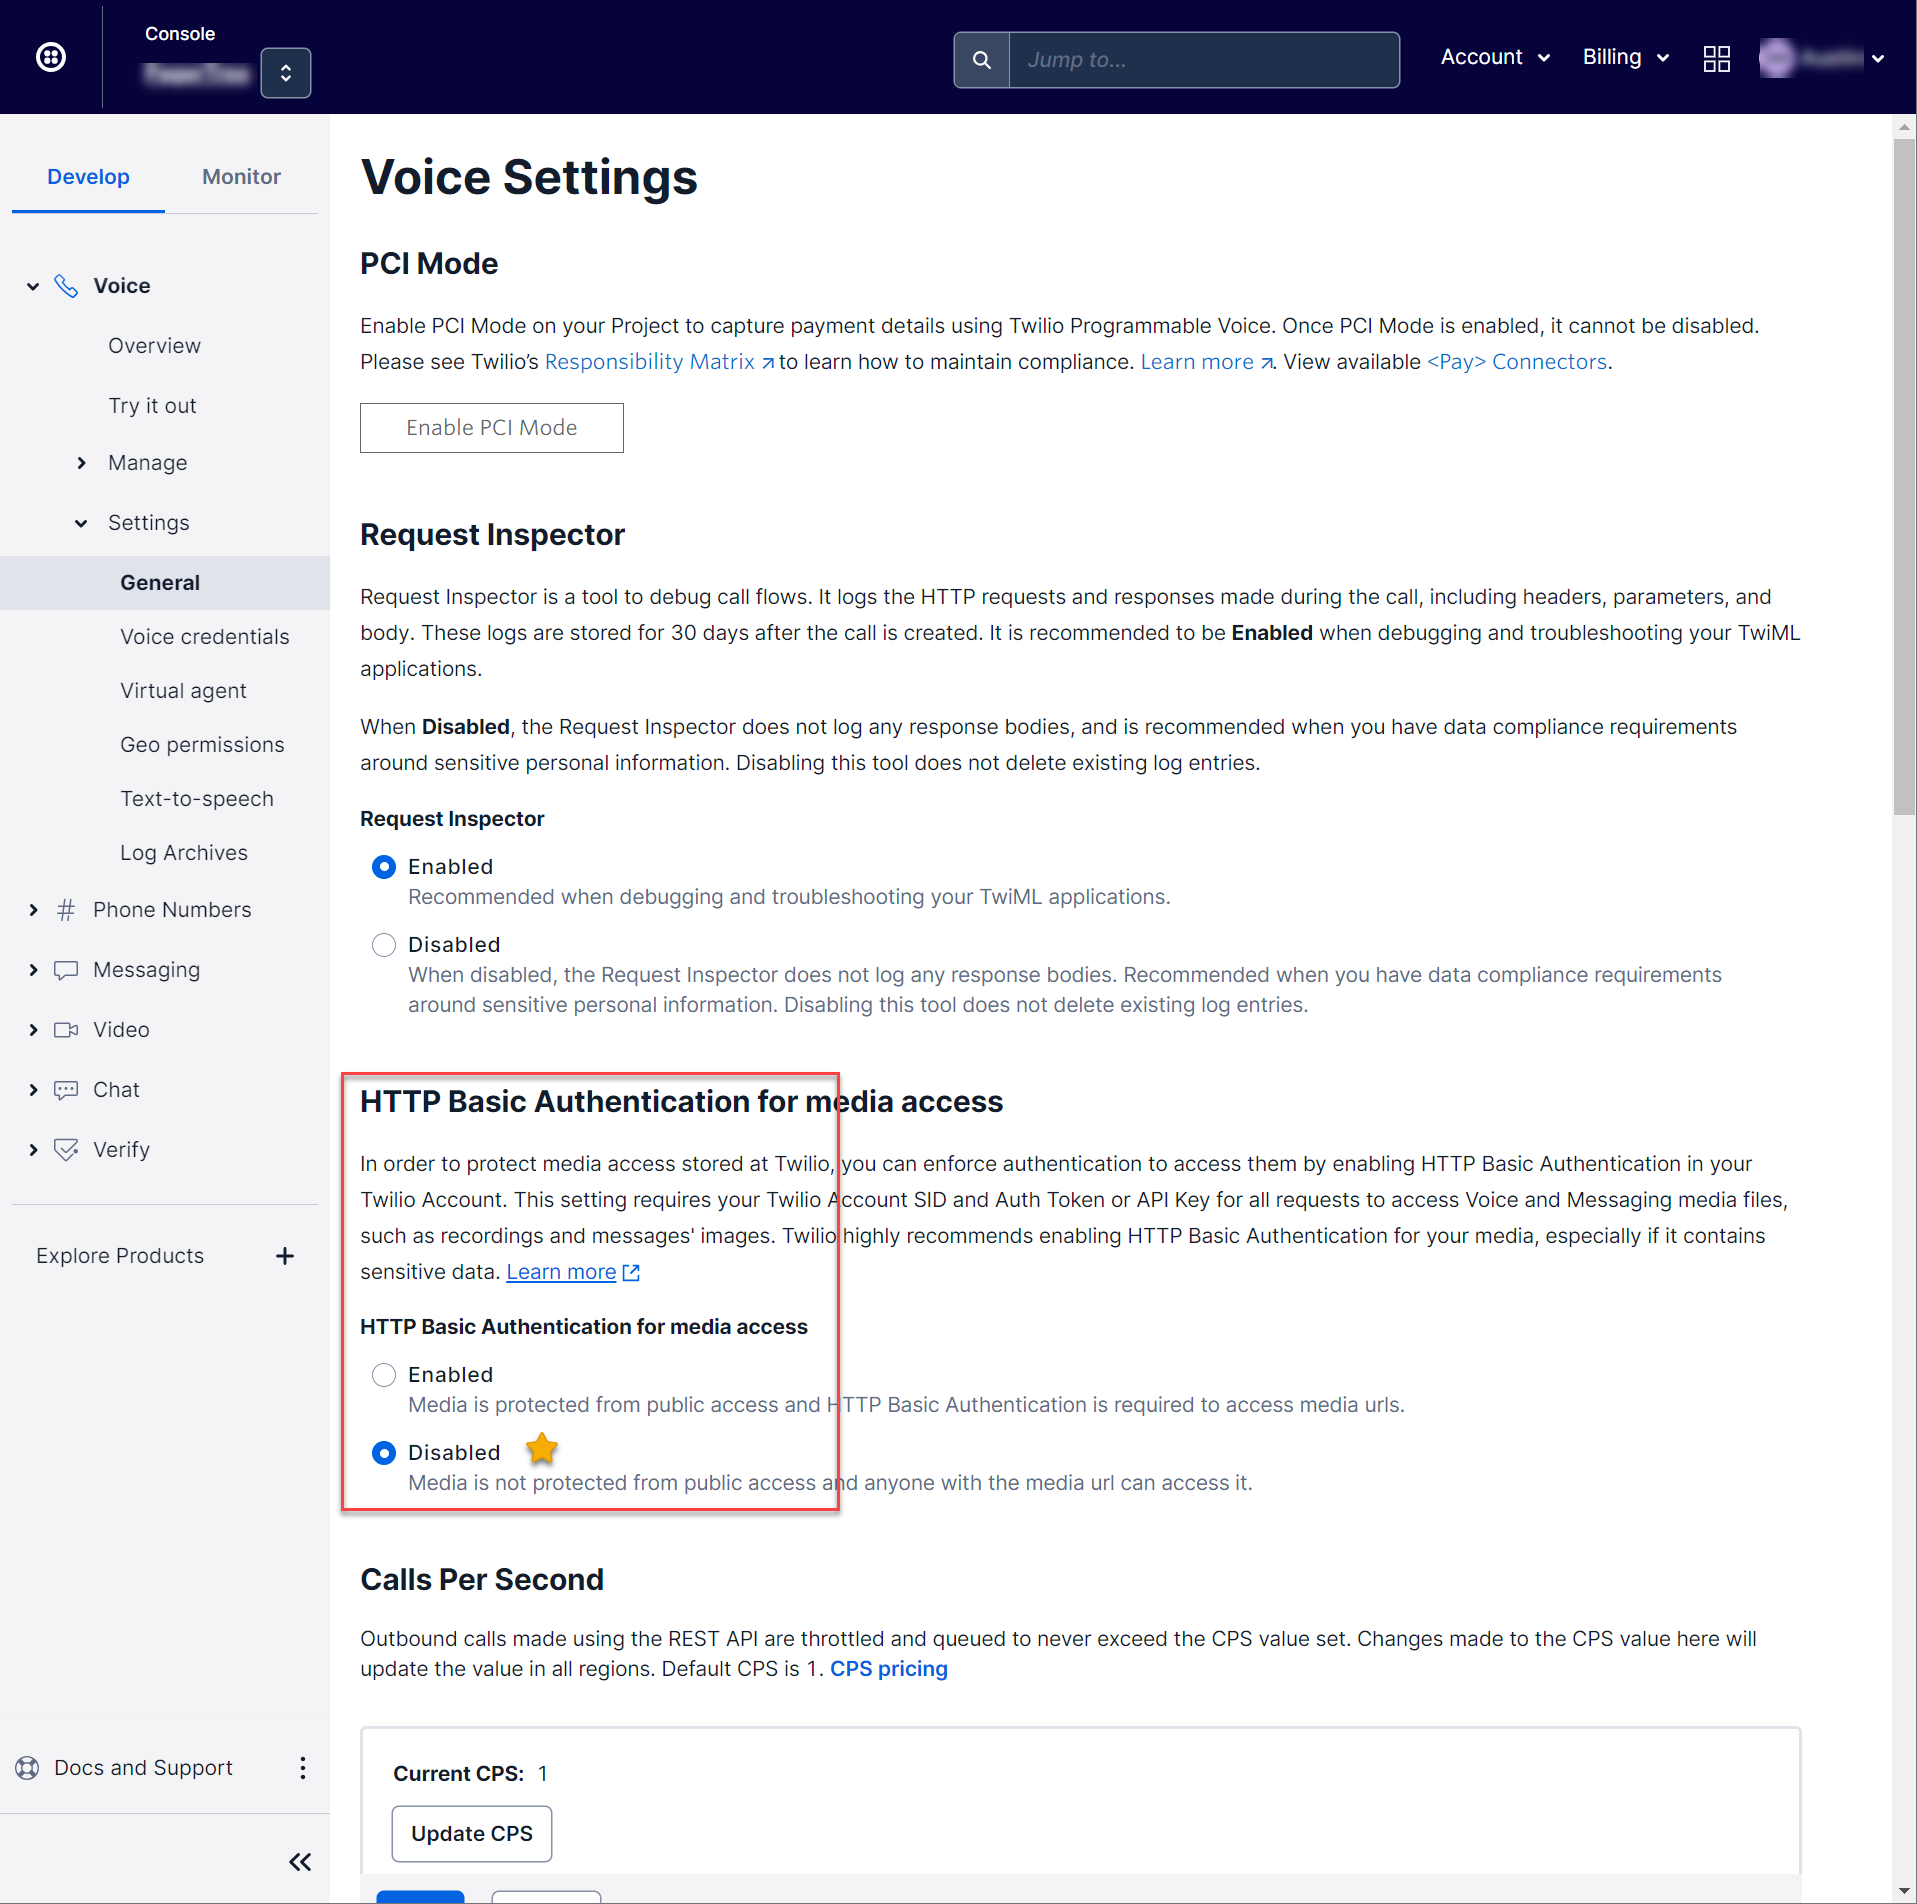 Console
Jump to...
Account
Billing
Develop
Monitor
Voice
Overview
Try it out
Manage
Settings
General
Voice credentials
Virtual agent
Geo permissions
Text-to-speech
Log Archives
Phone Numbers
Messaging
Video
Chat
Verify
Explore Products
Docs and Support
Voice Settings
PCI Mode
Enable PCI Mode on your Project to capture payment details using Twilio Programmable Voice. Once PCI Mode is enabled, it cannot be disabled.
Please see Twilio’s Responsibility Matrix to learn how to maintain compliance. Learn more. View available <Pay> Connectors.
Enable PCI Mode
Request Inspector
Request Inspector is a tool to debug call flows. It logs the HTTP requests and responses made during the call, including headers, parameters, and
body. These logs are stored for 30 days after the call is created. It is recommended to be Enabled when debugging and troubleshooting your TwiML
applications.
When Disabled, the Request Inspector does not log any response bodies, and is recommended when you have data compliance requirements
around sensitive personal information. Disabling this tool does not delete existing log entries.
Request Inspector
Enabled
Recommended when debugging and troubleshooting your TwiML applications.
Disabled
When disabled, the Request Inspector does not log any response bodies. Recommended when you have data compliance requirements
around sensitive personal information. Disabling this tool does not delete existing log entries.
HTTP Basic Authentication for media access
In order to protect media access stored at Twilio, you can enforce authentication to access them by enabling HTTP Basic Authentication in your
Twilio Account. This setting requires your Twilio Account SID and Auth Token or API Key for all requests to access Voice and Messaging media files,
such as recordings and messages' images. Twilio highly recommends enabling HTTP Basic Authentication for your media, especially if it contains
sensitive data. Learn more
HTTP Basic Authentication for media access
Enabled
Media is protected from public access and HTTP Basic Authentication is required to access media urls.
Disabled
Media is not protected from public access and anyone with the media url can access it.
Calls Per Second
Outbound calls made using the REST API are throttled and queued to never exceed the CPS value set. Changes made to the CPS value here will
update the value in all regions. Default CPS is 1. CPS pricing
Current CPS: 1
Update CPS